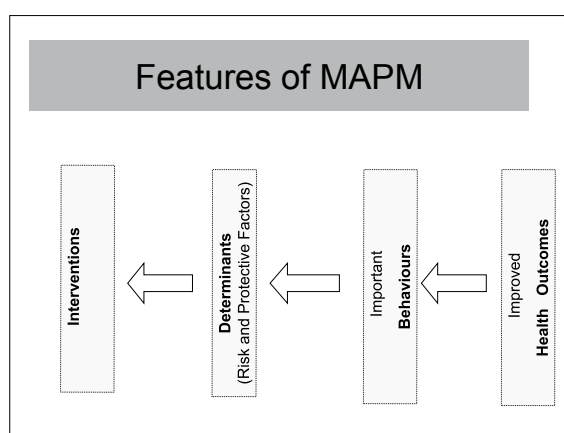 Features of MAPM
Interventions
Determinants
(Risk and Protective Factors)
Important
Behaviours
Improved
Health Outcomes